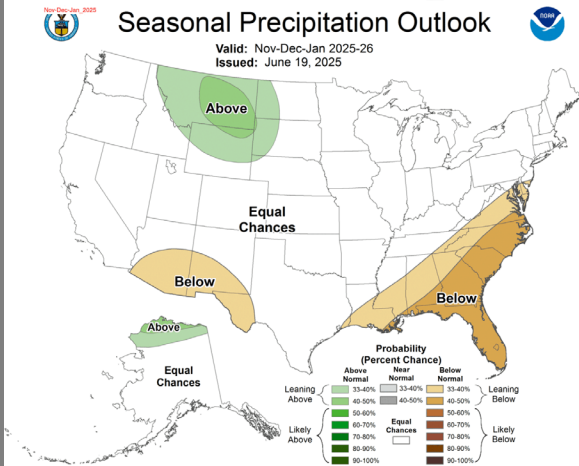 Nov-Dec-Jan_2025
Seasonal Precipitation Outlook
NOAA
Valid: Nov-Dec-Jan 2025-26
Issued: June 19, 2025
Above
Equal
Chances
Below
Below
Above
Equal
Chances
Probability
(Percent Chance)
Above
Normal
Near
Normal
Below
Normal
Leaning
Above
33-40%
33-40%
33-40%
Leaning
Below
40-50%
40-50%
40-50%
Likely
Above
50-60%
60-70%
70-80%
80-90%
90-100%
Equal
Chances
50-60%
60-70%
70-80%
80-90%
90-100%
Likely
Below